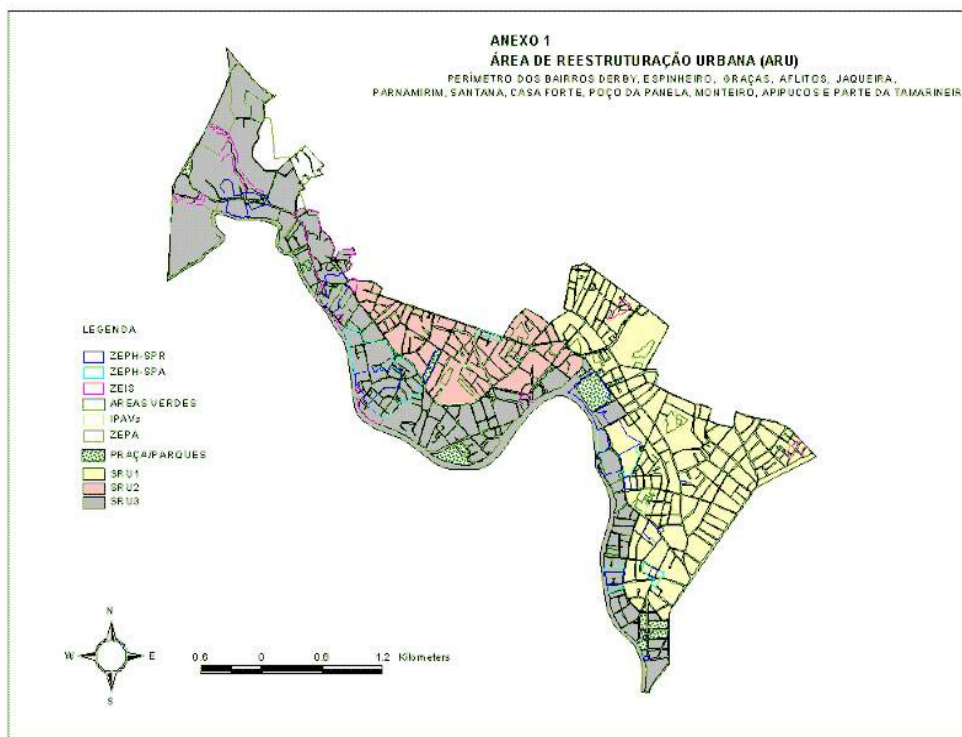 ANEXO 1
ÁREA DE REESTRUTURAÇÃO URBANA (ARU)
PERÍMETRO DOS BAIRROS DERBY, ESPINHEIRO, GRAÇAS, AFLITOS, JAQUEIRA,
PARNAMIRIM, SANTANA, CASA FORTE, POÇO DA PANELA, MONTEIRO, APIPUCOS E PARTE DA TAMARINEIR
LEGENDA
ZEPH-SPR
ZEPH-SPA
ZEIS
AREAS VERDES
IPAVs
ZEPA
PRAÇA/PARQUES
SRU1
SRU2
SRU3
N
W E
S
0.6 0 0.6 1.2 Kilometers